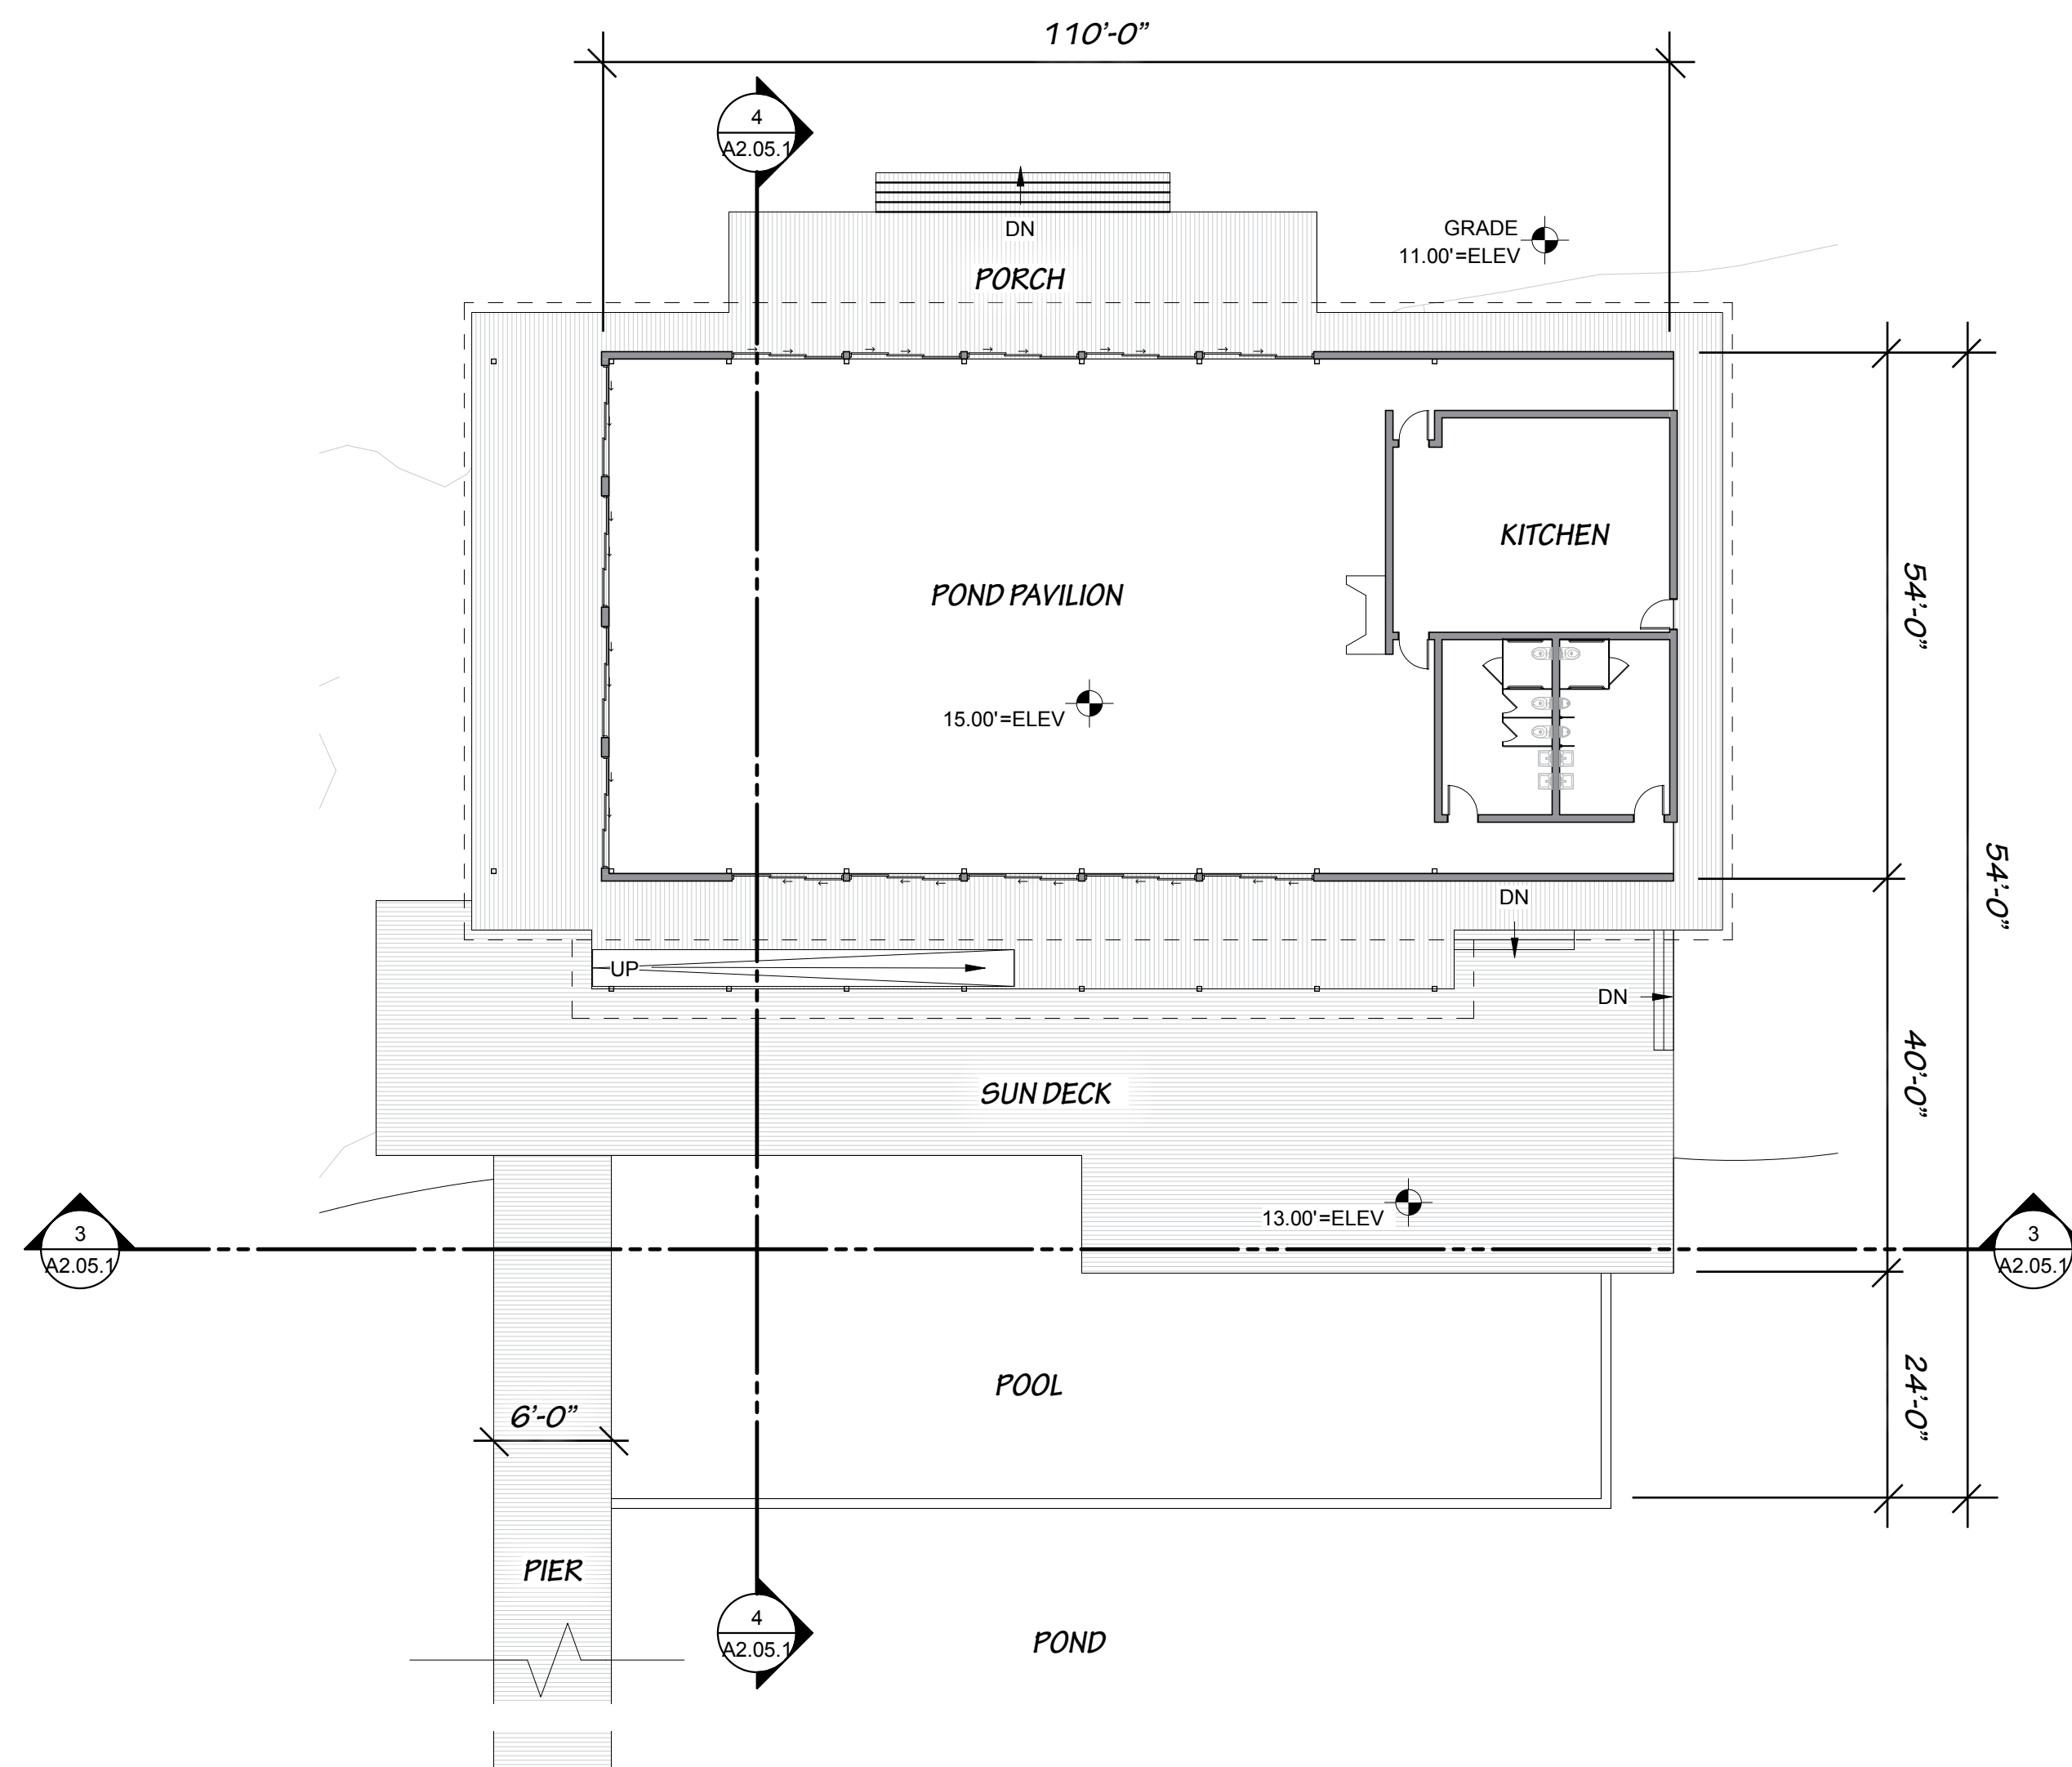 110'-0"
4
A2.05.1
DN
GRADE
11.00'=ELEV
PORCH
KITCHEN
POND PAVILION
54'-0"
15.00'=ELEV
54'-0"
DN
UP
DN
40'-0"
SUN DECK
13.00'=ELEV
3
A2.05.1
3
A2.05.1
POOL
24'-0"
6'-0"
PIER
4
A2.05.1
POND